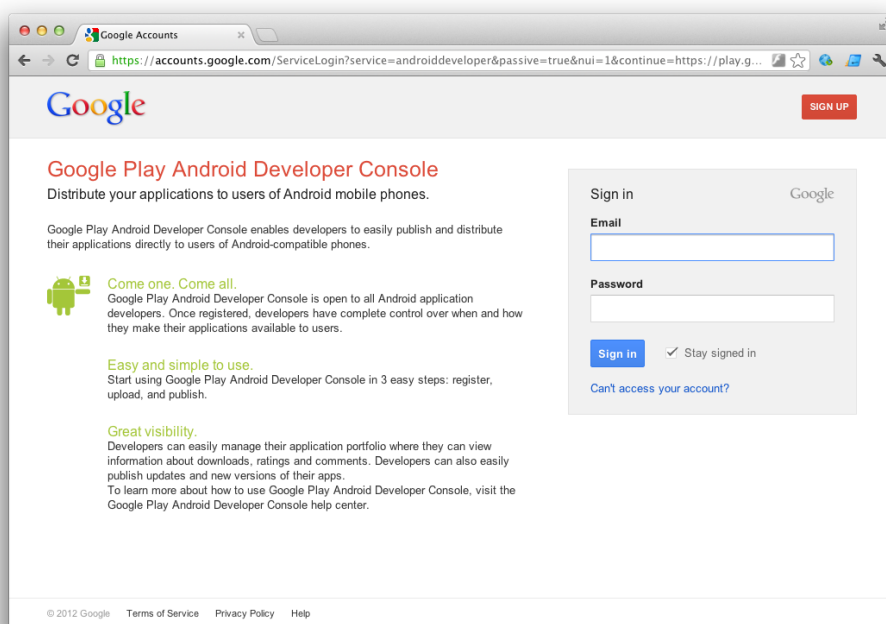 Google Accounts
https://accounts.google.com/ServiceLogin?service=androiddeveloper&passive=true&nui=1&continue=https://play.g...
Google
SIGN UP
Google Play Android Developer Console
Distribute your applications to users of Android mobile phones.
Google Play Android Developer Console enables developers to easily publish and distribute
their applications directly to users of Android-compatible phones.
Come one. Come all.
Google Play Android Developer Console is open to all Android application
developers. Once registered, developers have complete control over when and how
they make their applications available to users.
Easy and simple to use.
Start using Google Play Android Developer Console in 3 easy steps: register,
upload, and publish.
Great visibility.
Developers can easily manage their application portfolio where they can view
information about downloads, ratings and comments. Developers can also easily
publish updates and new versions of their apps.
To learn more about how to use Google Play Android Developer Console, visit the
Google Play Android Developer Console help center.
Sign in Google
Email
Password
Sign in Stay signed in
Can't access your account?
© 2012 Google Terms of Service Privacy Policy Help